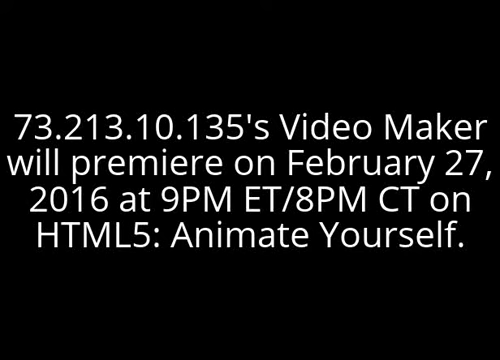 73.213.10.135's Video Maker
will premiere on February 27,
2016 at 9PM ET/8PM CT on
HTML5: Animate Yourself.